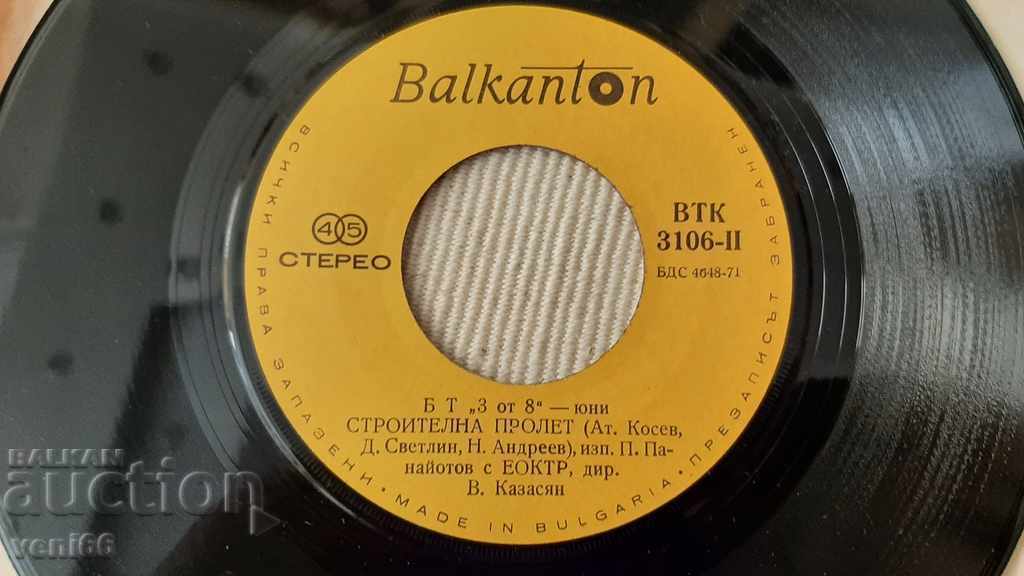 Balkanton
45
СТЕРЕО
ВТК
3106-II
БДС 4648-71
Б Т „3 от 8“ — юни
СТРОИТЕЛНА ПРОЛЕТ (Ат. Косев,
Д. Светлин, Н. Андреев), изп. П. Па-
найотов с ЕОКТР, дир.
В. Казасян
ВСИЧКИ ПРАВА ЗАПАЗЕНИ • MADE IN BULGARIA • ПРЕЗАПИСЪТ ЗАБРАНЕН
BALKAN
auction
veni66